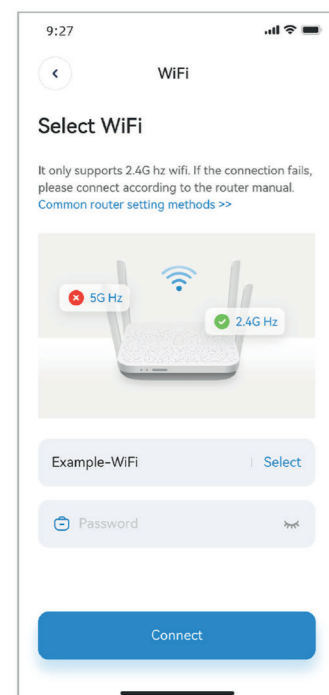 9:27
WiFi
Select WiFi
It only supports 2.4G hz wifi. If the connection fails,
please connect according to the router manual.
Common router setting methods >>
5G Hz
2.4G Hz
Example-WiFi
Select
Password
Connect